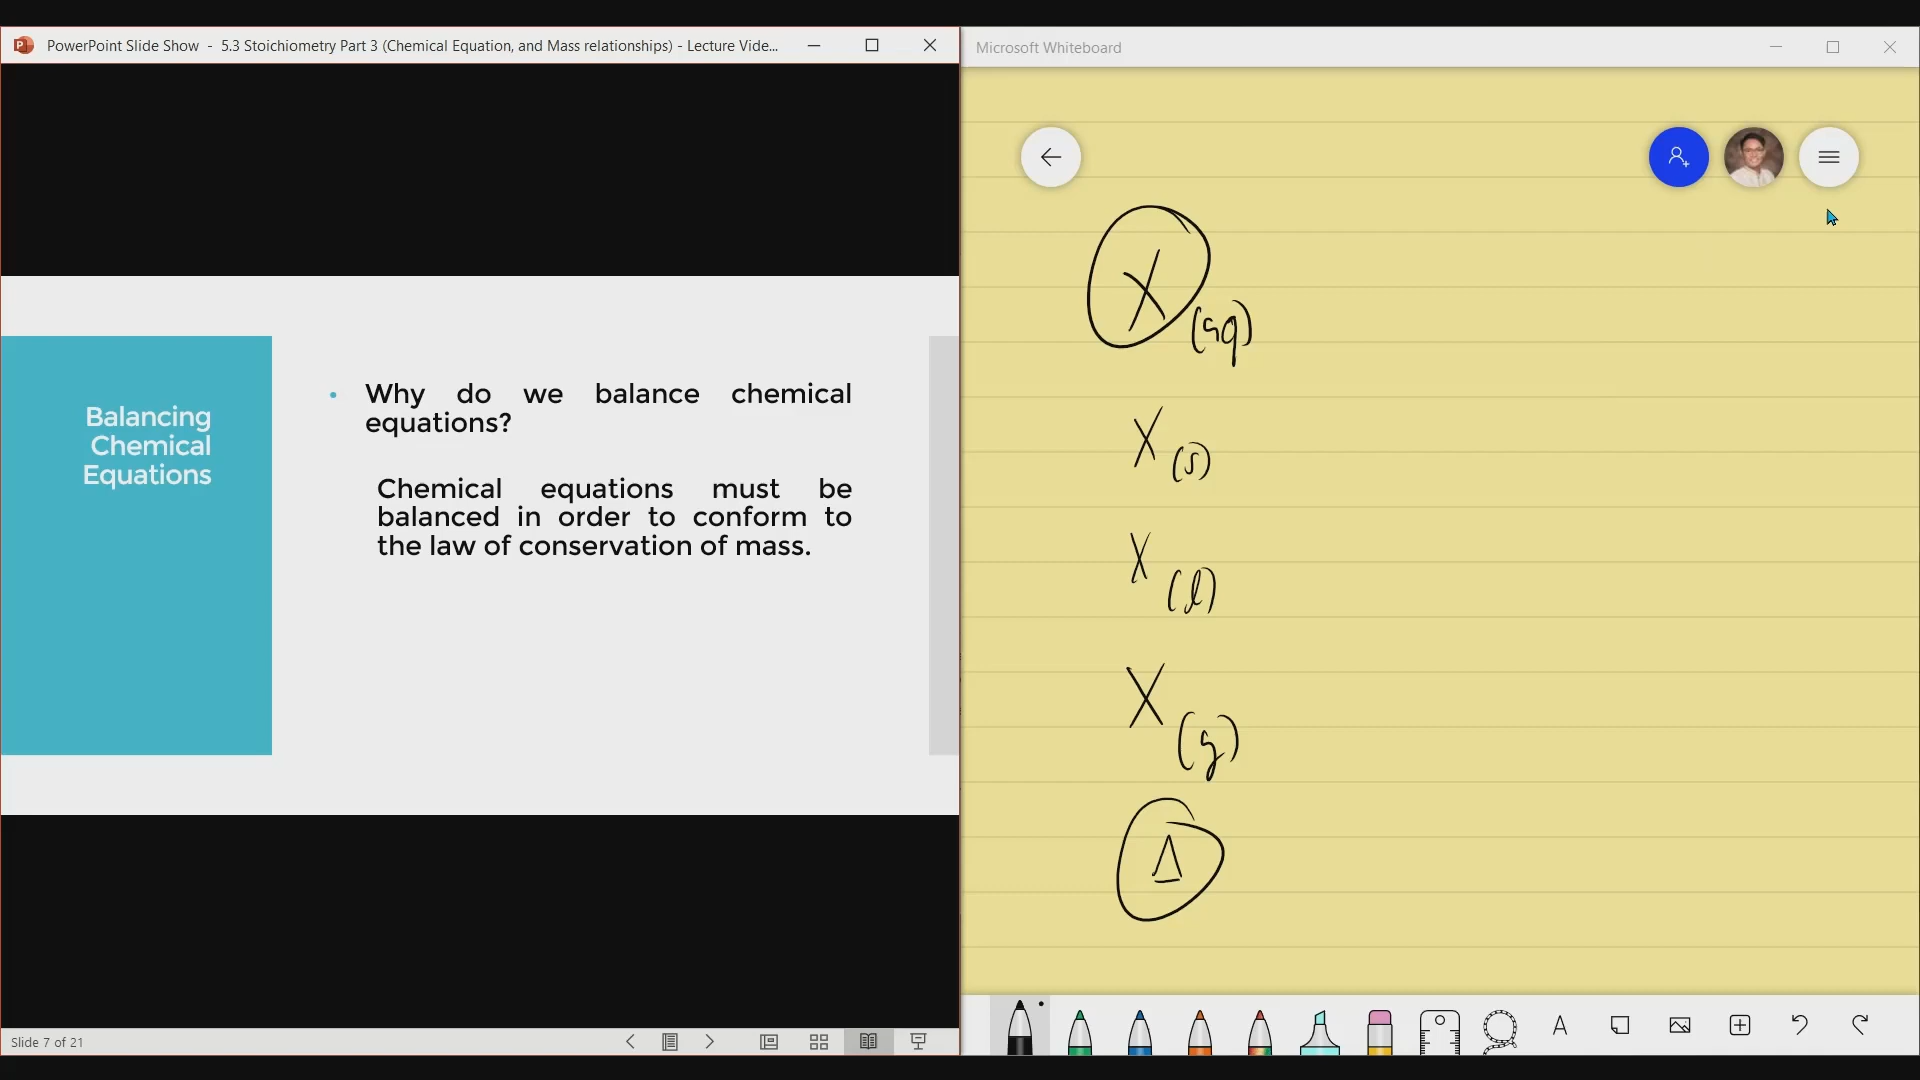 PowerPoint Slide Show - 5.3 Stoichiometry Part 3 (Chemical Equation, and Mass relationships) - Lecture Vide...
Balancing
Chemical
Equations
• Why do we balance chemical
equations?
Chemical equations must be
balanced in order to conform to
the law of conservation of mass.
Slide 7 of 21
Microsoft Whiteboard
X (aq)
X (s)
X (l)
X (g)
Δ